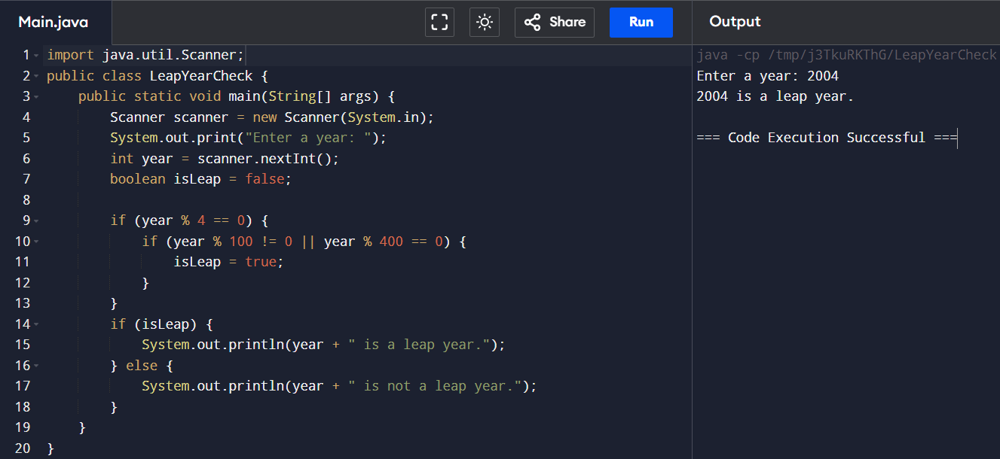 Main.java
Share
Run
Output
1 import java.util.Scanner;
2 public class LeapYearCheck {
3     public static void main(String[] args) {
4         Scanner scanner = new Scanner(System.in);
5         System.out.print("Enter a year: ");
6         int year = scanner.nextInt();
7         boolean isLeap = false;
8
9         if (year % 4 == 0) {
10             if (year % 100 != 0 || year % 400 == 0) {
11                 isLeap = true;
12             }
13         }
14         if (isLeap) {
15             System.out.println(year + " is a leap year.");
16         } else {
17             System.out.println(year + " is not a leap year.");
18         }
19     }
20 }
java -cp /tmp/j3TkuRKThG/LeapYearCheck
Enter a year: 2004
2004 is a leap year.
=== Code Execution Successful ===